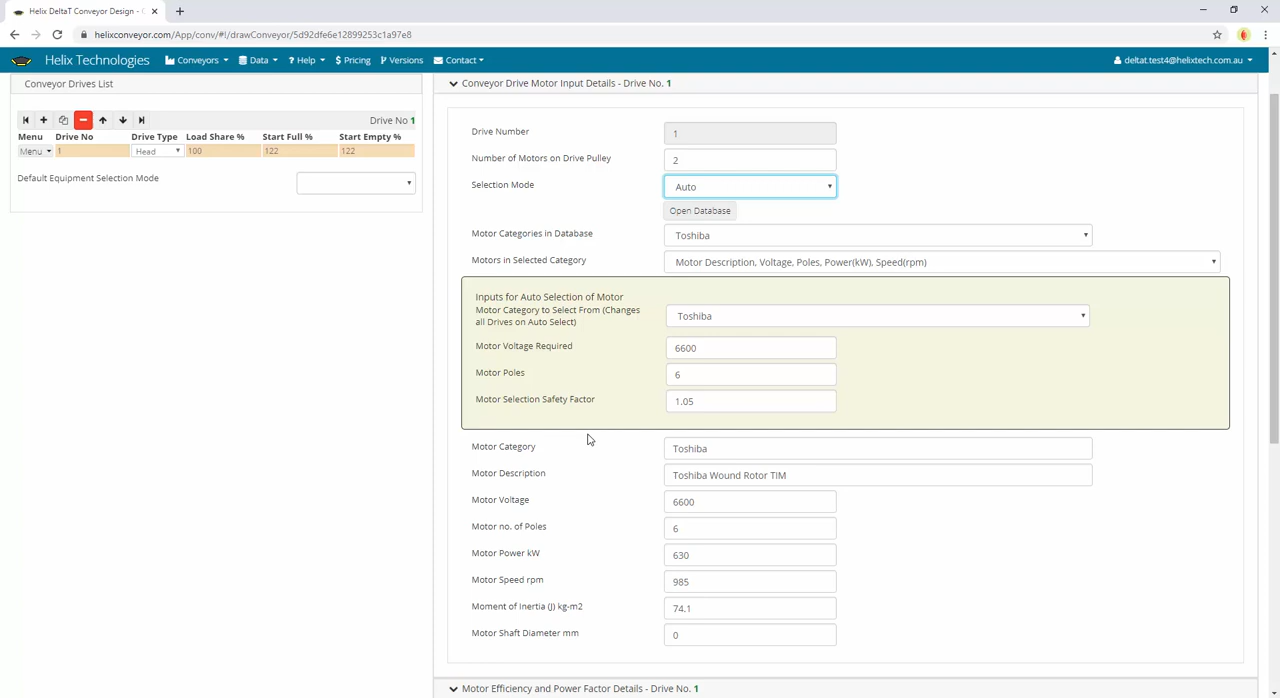 Helix DeltaT Conveyor Design - C
helixconveyor.com/App/conv/#!/drawConveyor/5d92dfe6e12899253c1a97e8
Helix Technologies Conveyors Data Help Pricing Versions Contact deltat.test4@helixtech.com.au
Conveyor Drives List
Drive No 1
Menu Drive No Drive Type Load Share % Start Full % Start Empty %
Menu 1 Head 100 122 122
Default Equipment Selection Mode
Conveyor Drive Motor Input Details - Drive No. 1
Drive Number 1
Number of Motors on Drive Pulley 2
Selection Mode Auto
Open Database
Motor Categories in Database Toshiba
Motors in Selected Category Motor Description, Voltage, Poles, Power(kW), Speed(rpm)
Inputs for Auto Selection of Motor
Motor Category to Select From (Changes
all Drives on Auto Select) Toshiba
Motor Voltage Required 6600
Motor Poles 6
Motor Selection Safety Factor 1.05
Motor Category Toshiba
Motor Description Toshiba Wound Rotor TIM
Motor Voltage 6600
Motor no. of Poles 6
Motor Power kW 630
Motor Speed rpm 985
Moment of Inertia (J) kg-m2 74.1
Motor Shaft Diameter mm 0
Motor Efficiency and Power Factor Details - Drive No. 1